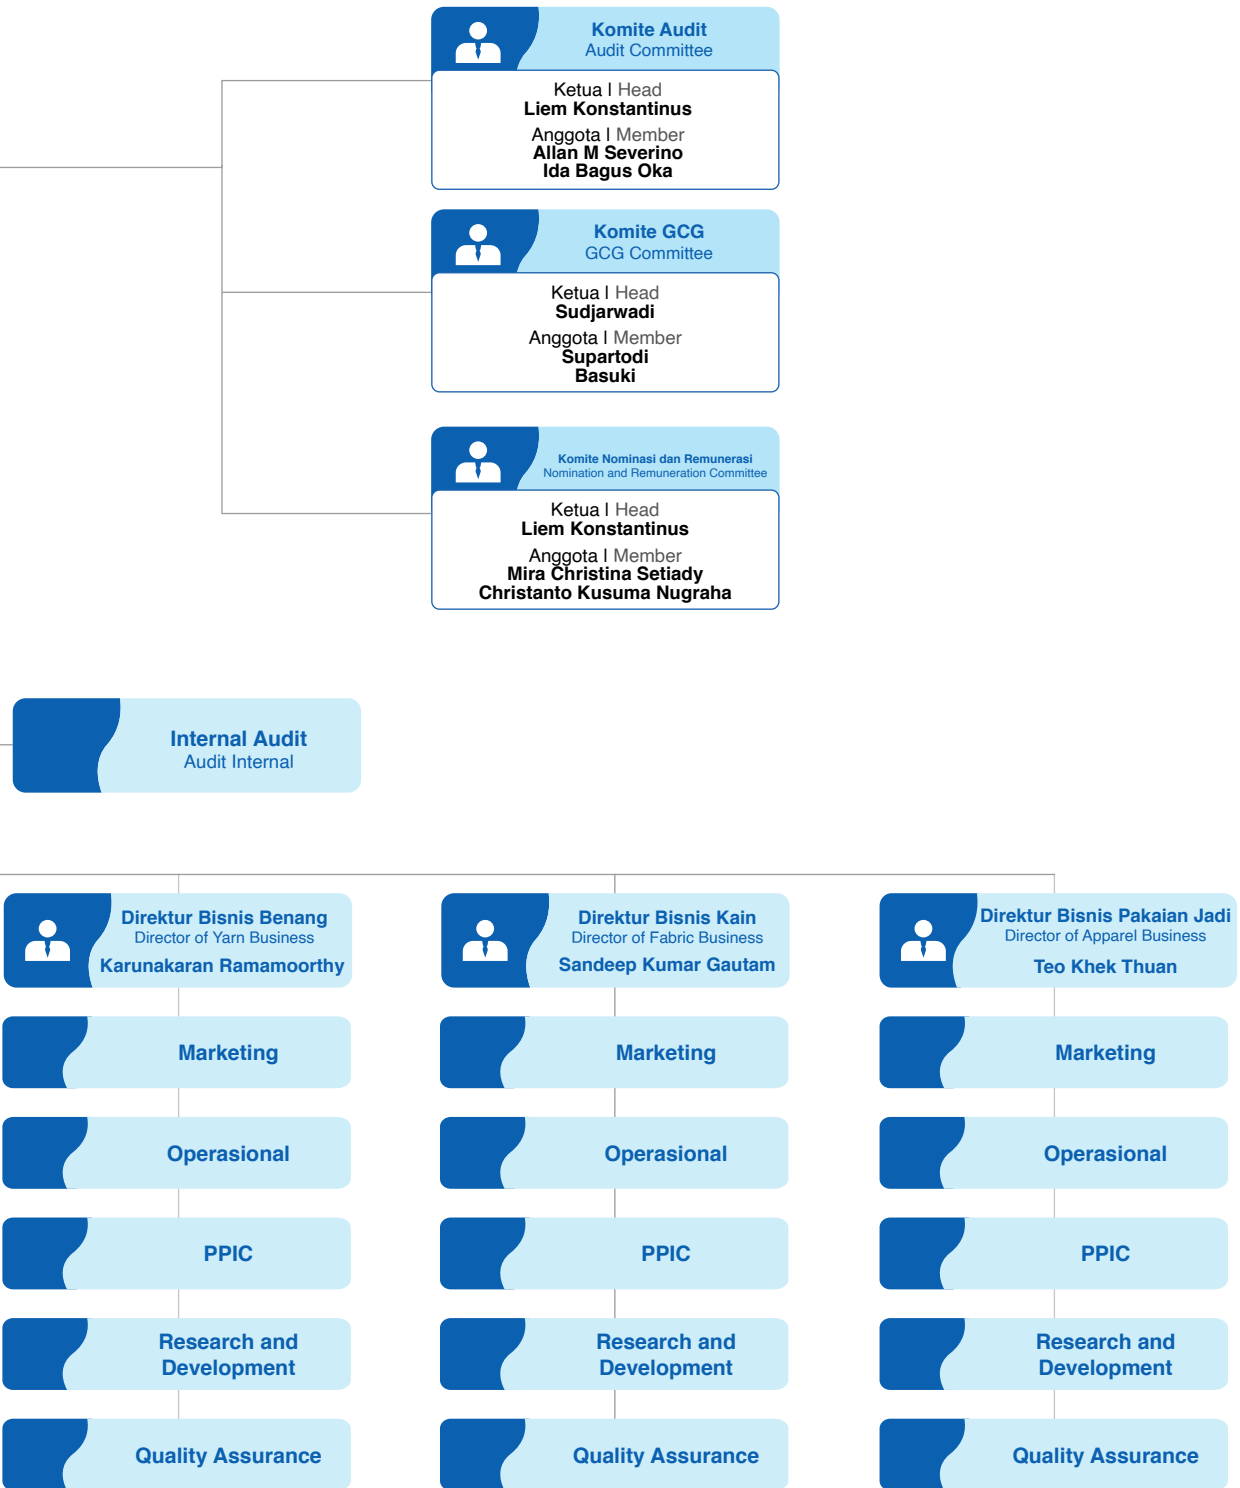 Komite Audit
Audit Committee
Ketua | Head
Liem Konstantinus
Anggota | Member
Allan M Severino
Ida Bagus Oka
Komite GCG
GCG Committee
Ketua | Head
Sudjarwadi
Anggota | Member
Supartodi
Basuki
Komite Nominasi dan Remunerasi
Nomination and Remuneration Committee
Ketua | Head
Liem Konstantinus
Anggota | Member
Mira Christina Setiady
Christanto Kusuma Nugraha
Internal Audit
Audit Internal
Direktur Bisnis Benang
Director of Yarn Business
Karunakaran Ramamoorthy
Marketing
Operasional
PPIC
Research and
Development
Quality Assurance
Direktur Bisnis Kain
Director of Fabric Business
Sandeep Kumar Gautam
Marketing
Operasional
PPIC
Research and
Development
Quality Assurance
Direktur Bisnis Pakaian Jadi
Director of Apparel Business
Teo Khek Thuan
Marketing
Operasional
PPIC
Research and
Development
Quality Assurance